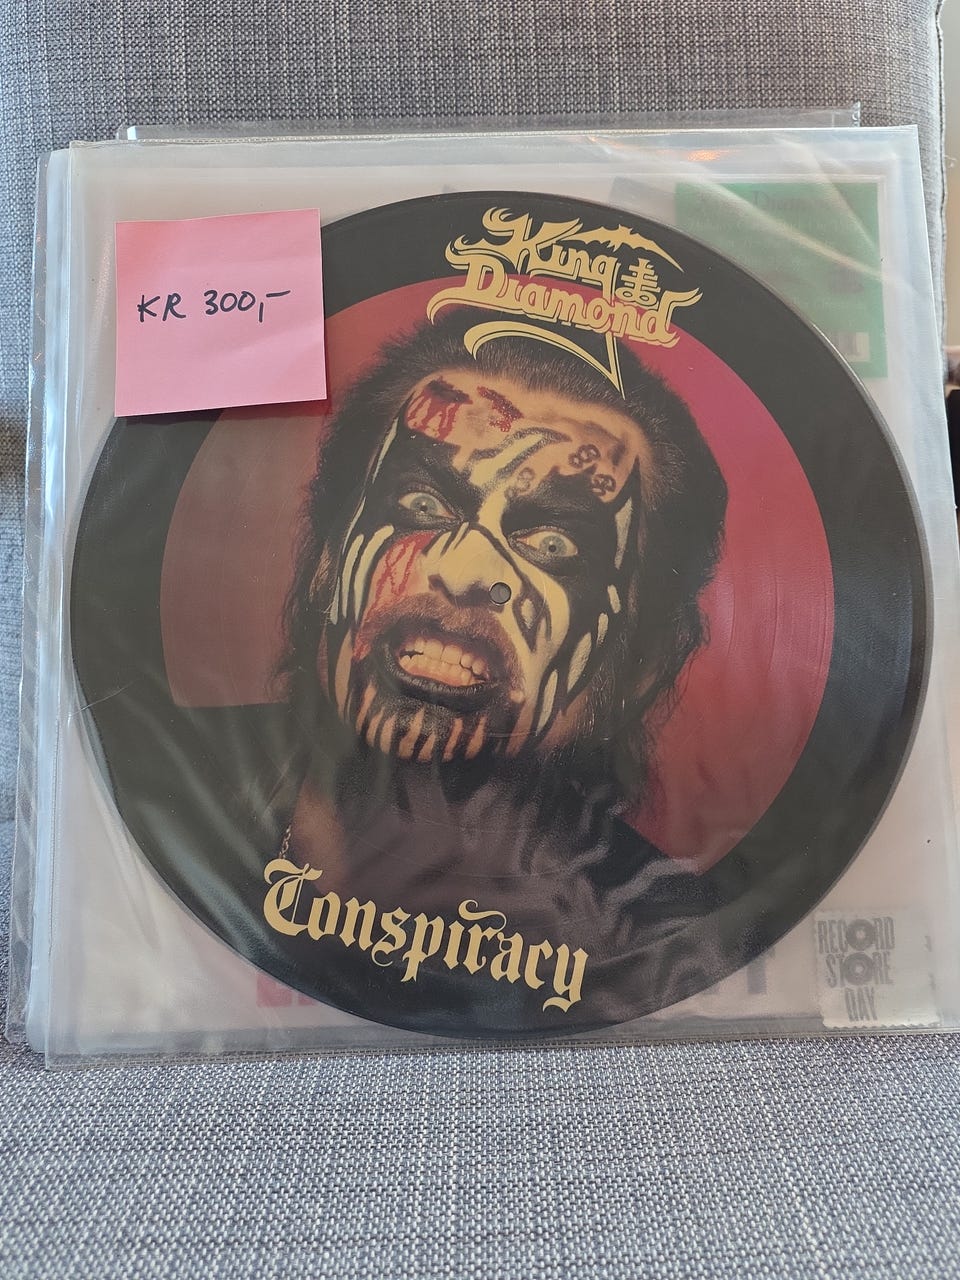 KR 300,-
King
Diamond
Conspiracy
RECORD
STORE
DAY